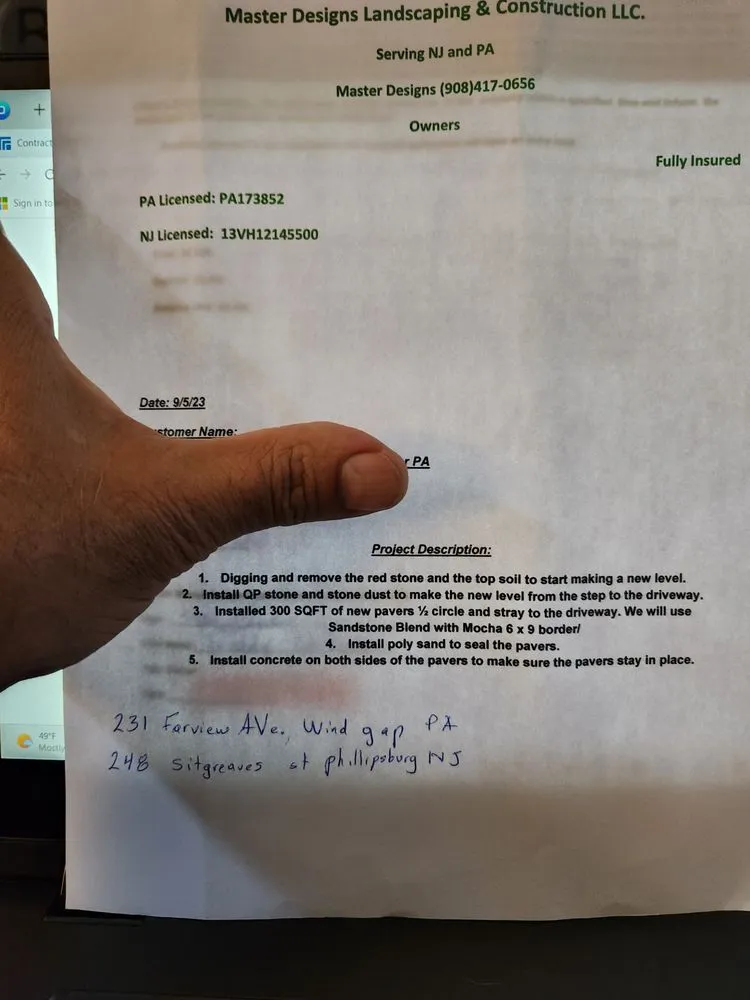 Master Designs Landscaping & Construction LLC.
Serving NJ and PA
Master Designs (908)417-0656
Owners
Fully Insured
PA Licensed: PA173852
NJ Licensed: 13VH12145500
Date: 9/5/23
stomer Name:
r PA
Project Description:
1. Digging and remove the red stone and the top soil to start making a new level.
2. Install QP stone and stone dust to make the new level from the step to the driveway.
3. Installed 300 SQFT of new pavers ½ circle and stray to the driveway. We will use
Sandstone Blend with Mocha 6 x 9 border/
4. Install poly sand to seal the pavers.
5. Install concrete on both sides of the pavers to make sure the pavers stay in place.
231 Farview AVe., Wind gap PA
248 Sitgreaves st phillipsburg NJ
Contract
Sign in to
49°F
Mostly